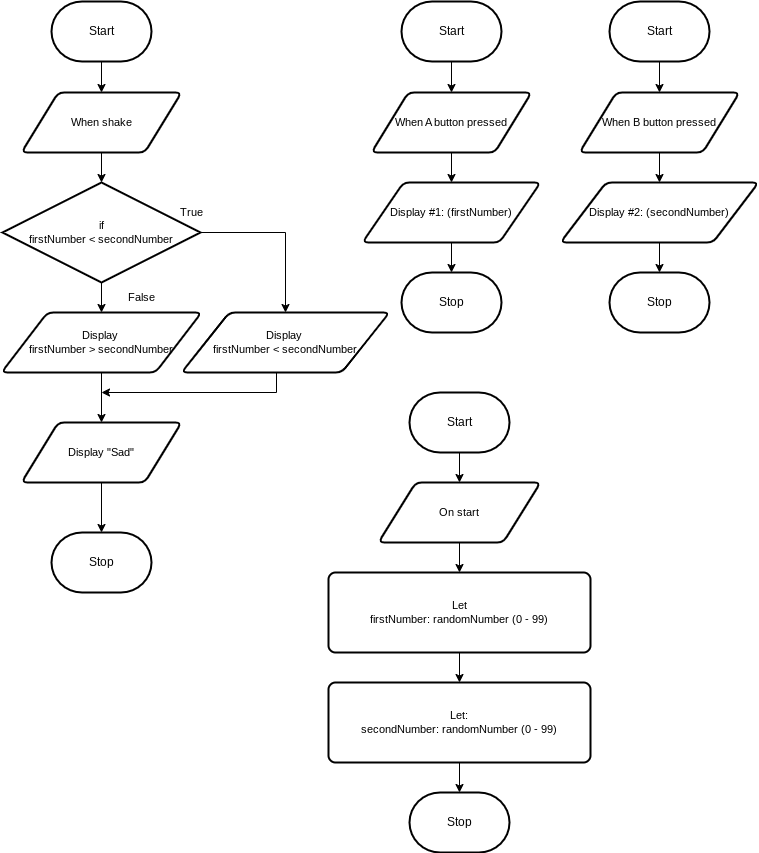 Start
When shake
if
firstNumber < secondNumber
True
False
Display
firstNumber > secondNumber
Display
firstNumber < secondNumber
Display "Sad"
Stop
Start
When A button pressed
Display #1: (firstNumber)
Stop
Start
When B button pressed
Display #2: (secondNumber)
Stop
Start
On start
Let
firstNumber: randomNumber (0 - 99)
Let:
secondNumber: randomNumber (0 - 99)
Stop